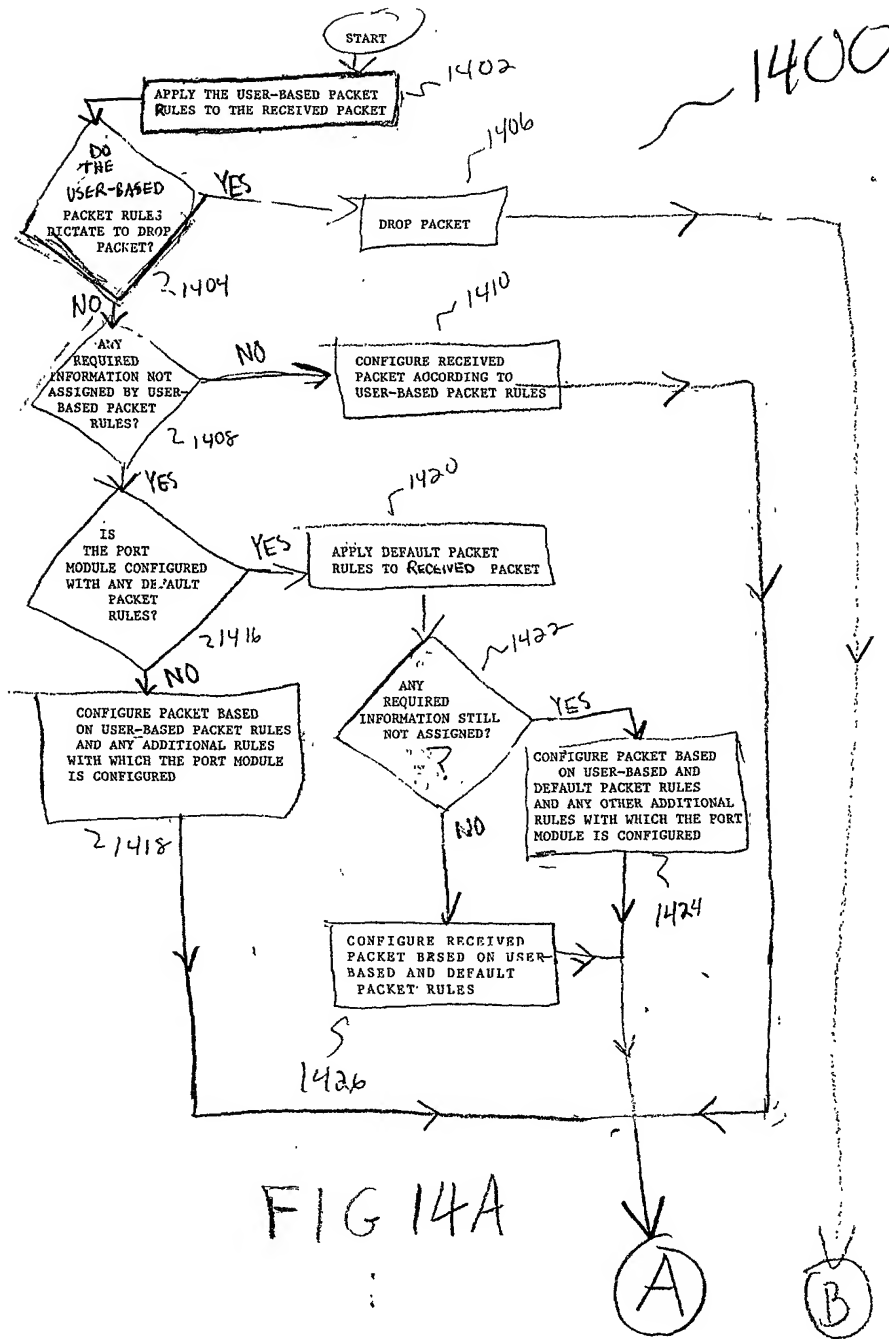 START
1400
1402
APPLY THE USER-BASED PACKET
RULES TO THE RECEIVED PACKET
1406
DO
THE
USER-BASED
PACKET RULES
DICTATE TO DROP
PACKET?
YES
DROP PACKET
1404
NO
1410
ANY
REQUIRED
INFORMATION NOT
ASSIGNED BY USER-
BASED PACKET
RULES?
NO
CONFIGURE RECEIVED
PACKET ACCORDING TO
USER-BASED PACKET RULES
1408
YES
1420
IS
THE PORT
MODULE CONFIGURED
WITH ANY DEFAULT
PACKET
RULES?
YES
APPLY DEFAULT PACKET
RULES TO RECEIVED PACKET
1416
NO
1422
ANY
REQUIRED
INFORMATION STILL
NOT ASSIGNED?
?
YES
CONFIGURE PACKET BASED
ON USER-BASED PACKET RULES
AND ANY ADDITIONAL RULES
WITH WHICH THE PORT MODULE
IS CONFIGURED
CONFIGURE PACKET BASED
ON USER-BASED AND
DEFAULT PACKET RULES
AND ANY OTHER ADDITIONAL
RULES WITH WHICH THE PORT
MODULE IS CONFIGURED
NO
1418
1424
CONFIGURE RECEIVED
PACKET BASED ON USER-
BASED AND DEFAULT
PACKET RULES
1426
FIG 14A
A
B